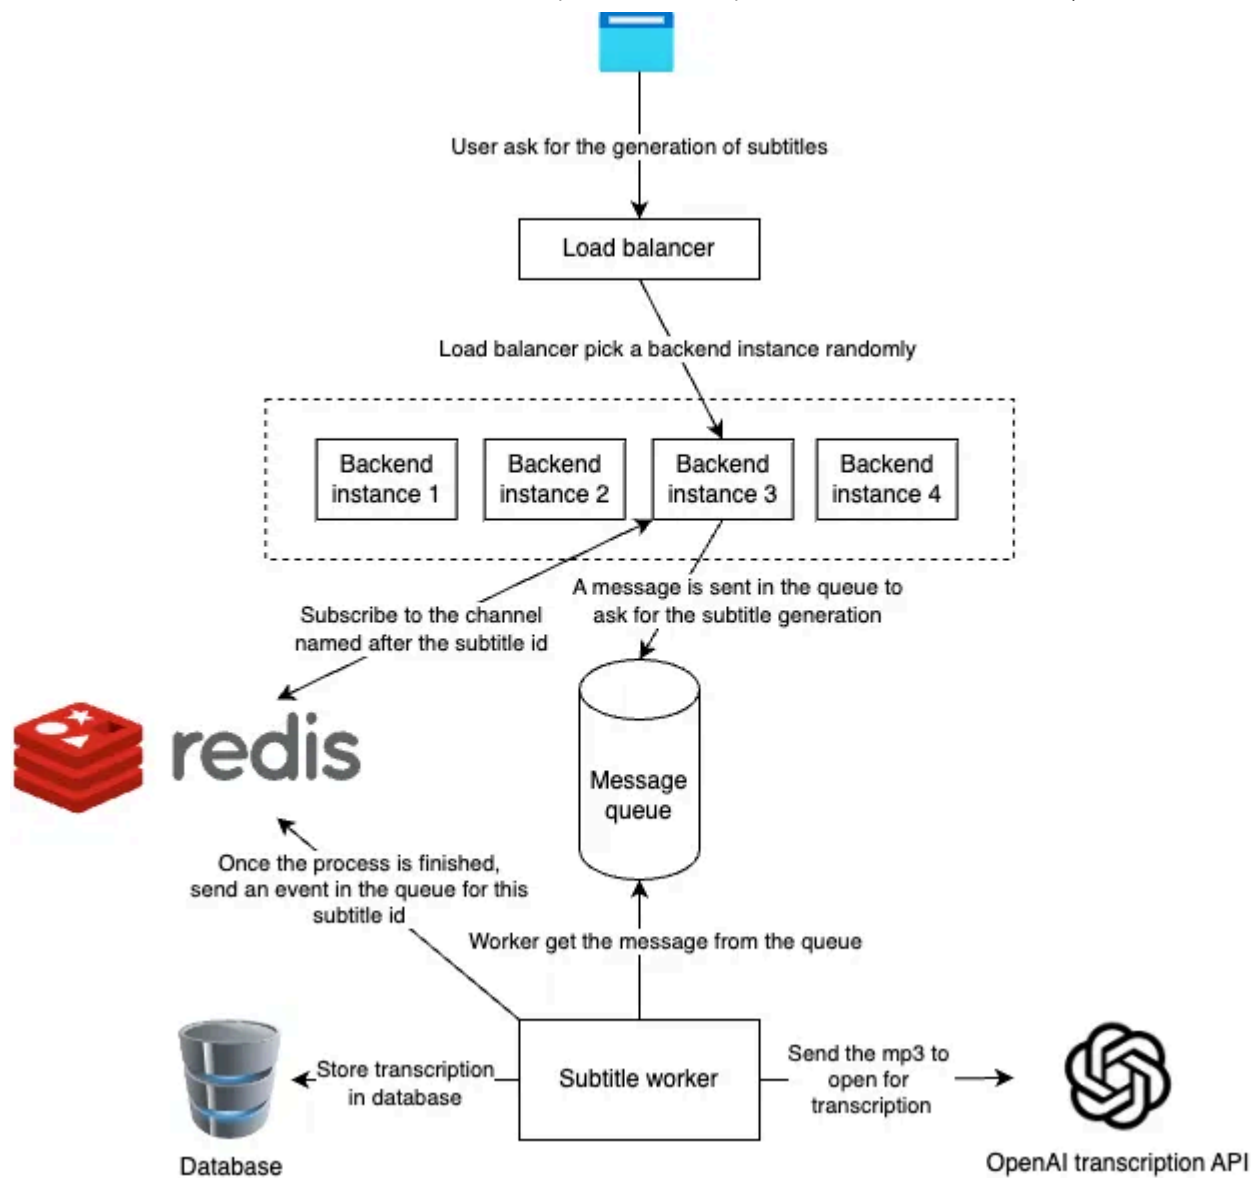 User ask for the generation of subtitles
Load balancer
Load balancer pick a backend instance randomly
Backend
instance 1
Backend
instance 2
Backend
instance 3
Backend
instance 4
A message is sent in the queue to
ask for the subtitle generation
Subscribe to the channel
named after the subtitle id
redis
Message
queue
Once the process is finished,
send an event in the queue for this
subtitle id
Worker get the message from the queue
Store transcription
in database
Subtitle worker
Send the mp3 to
open for
transcription
Database
OpenAI transcription API